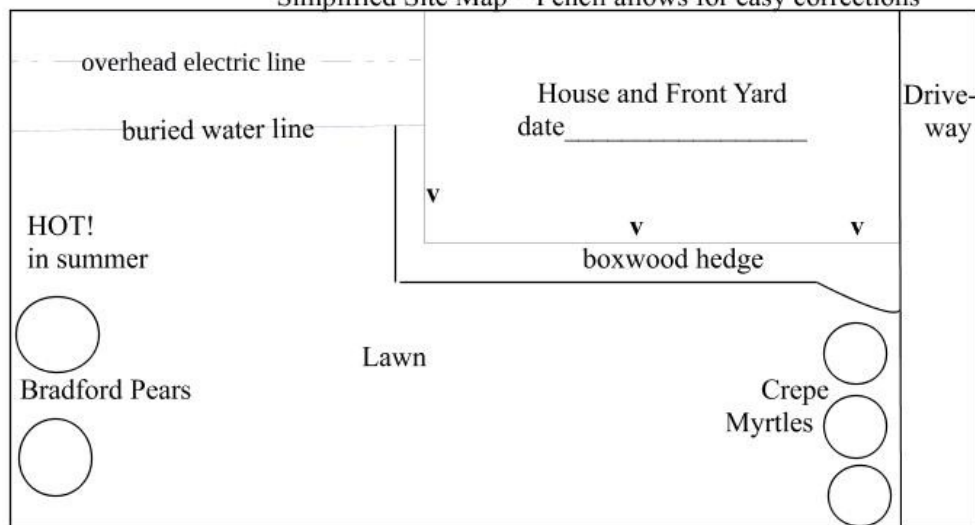 Simplified Site Map – Pencil allows for easy corrections
overhead electric line
House and Front Yard
Drive-
way
date____________________
buried water line
v
HOT!
in summer
v
v
boxwood hedge
Lawn
Bradford Pears
Crepe
Myrtles